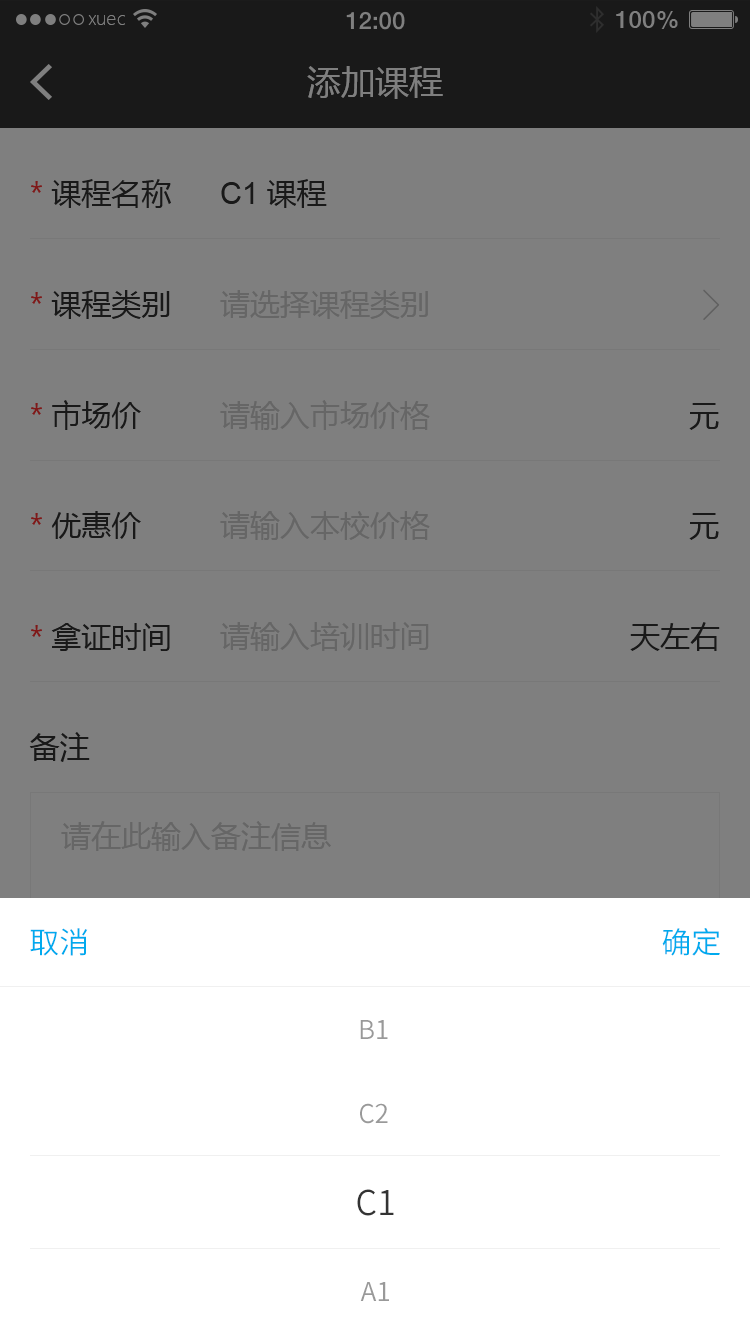 xuec 12:00 100%
添加课程
* 课程名称 C1 课程
* 课程类别 请选择课程类别
* 市场价 请输入市场价格 元
* 优惠价 请输入本校价格 元
* 拿证时间 请输入培训时间 天左右
备注
请在此输入备注信息
取消 确定
B1
C2
C1
A1